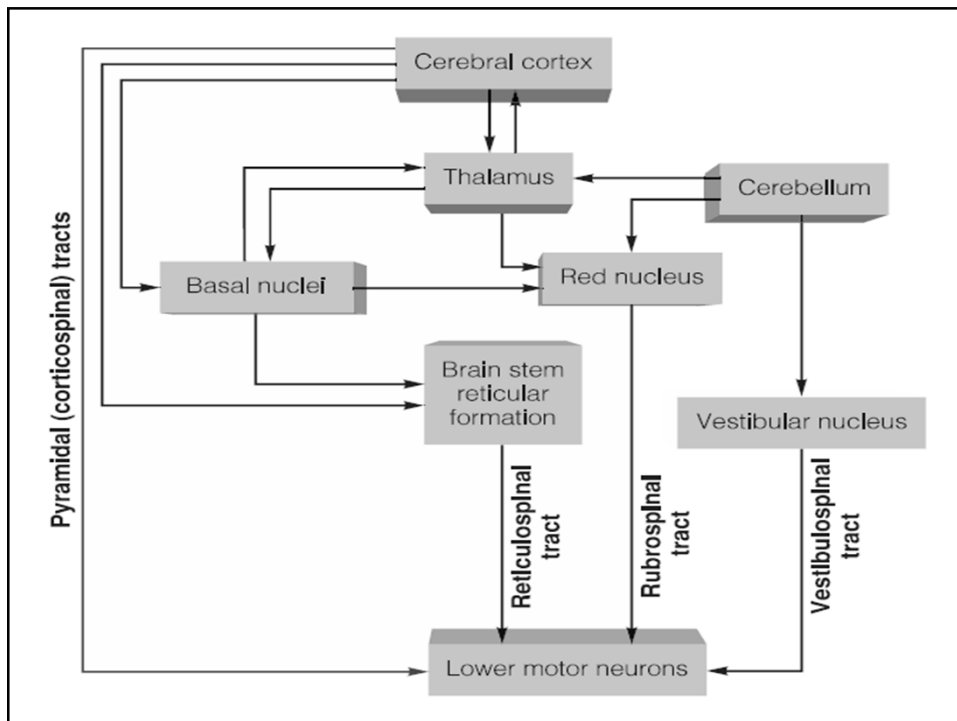 Cerebral cortex
Thalamus
Cerebellum
Basal nuclei
Red nucleus
Brain stem
reticular
formation
Vestibular nucleus
Pyramidal (corticospinal) tracts
Reticulospinal
tract
Rubrospinal
tract
Vestibulospinal
tract
Lower motor neurons